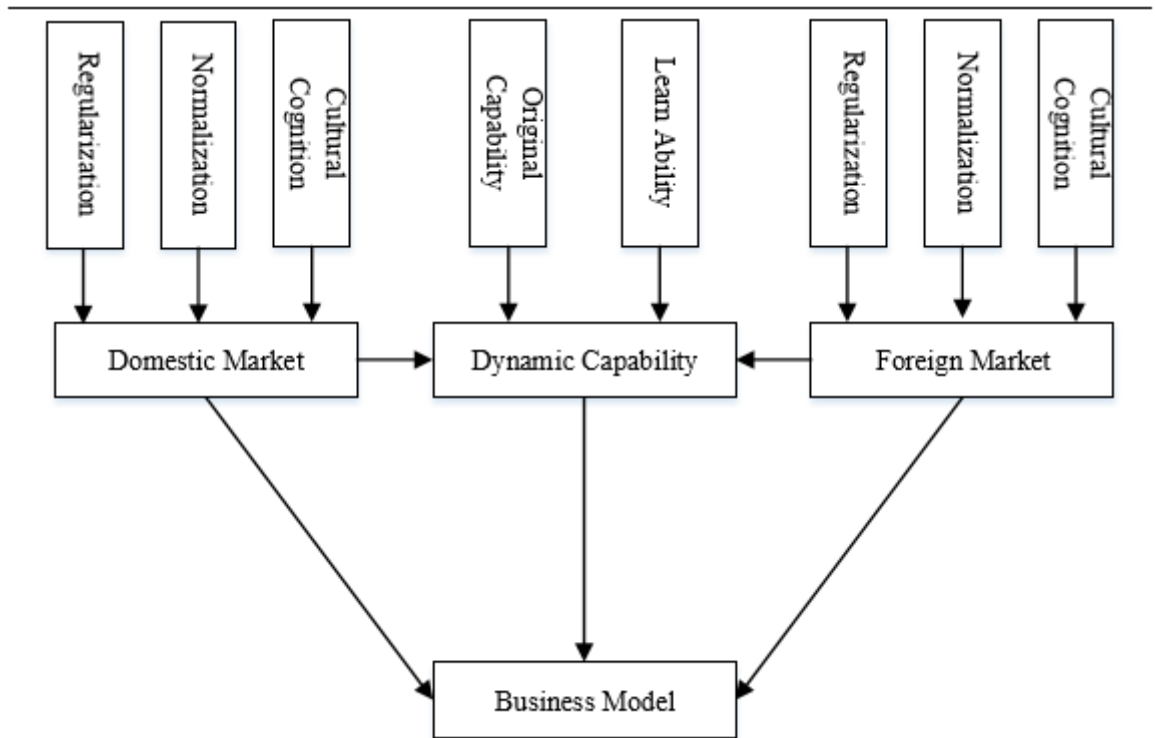 Regularization
Normalization
Cultural
Cognition
Original
Capability
Learn Ability
Regularization
Normalization
Cultural
Cognition
Domestic Market
Dynamic Capability
Foreign Market
Business Model